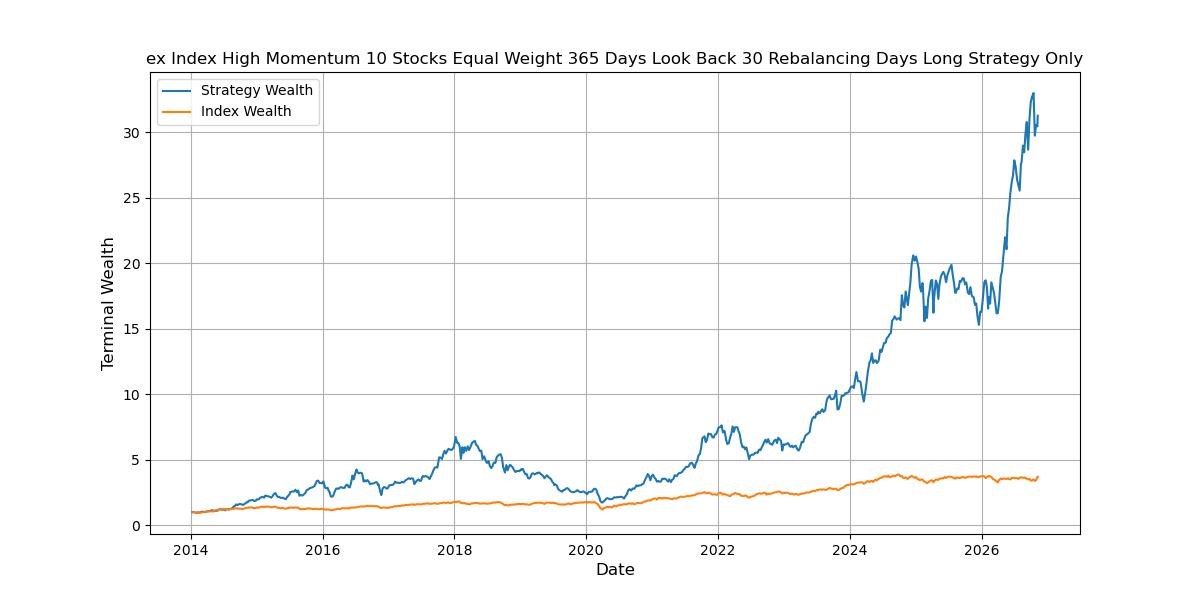 ex Index High Momentum 10 Stocks Equal Weight 365 Days Look Back 30 Rebalancing Days Long Strategy Only
Strategy Wealth
Index Wealth
Terminal Wealth
30
25
20
15
10
5
0
2014 2016 2018 2020 2022 2024 2026
Date